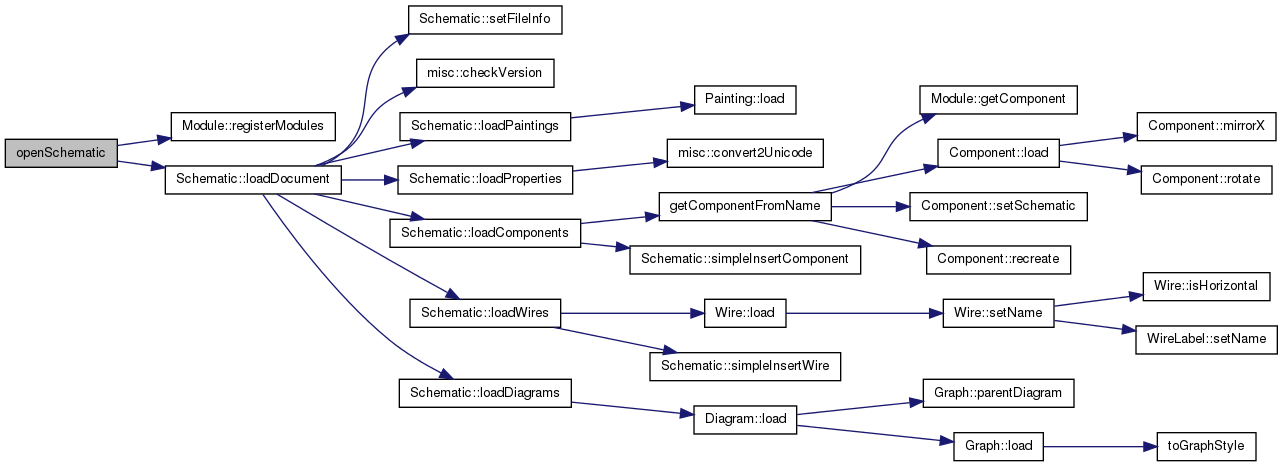 Schematic::setFileInfo
misc::checkVersion
Painting::load
Module::getComponent
Module::registerModules
Schematic::loadPaintings
Component::mirrorX
openSchematic
misc::convert2Unicode
Component::load
Schematic::loadDocument
Schematic::loadProperties
Component::rotate
getComponentFromName
Component::setSchematic
Schematic::loadComponents
Schematic::simpleInsertComponent
Component::recreate
Wire::isHorizontal
Schematic::loadWires
Wire::load
Wire::setName
WireLabel::setName
Schematic::simpleInsertWire
Schematic::loadDiagrams
Graph::parentDiagram
Diagram::load
Graph::load
toGraphStyle